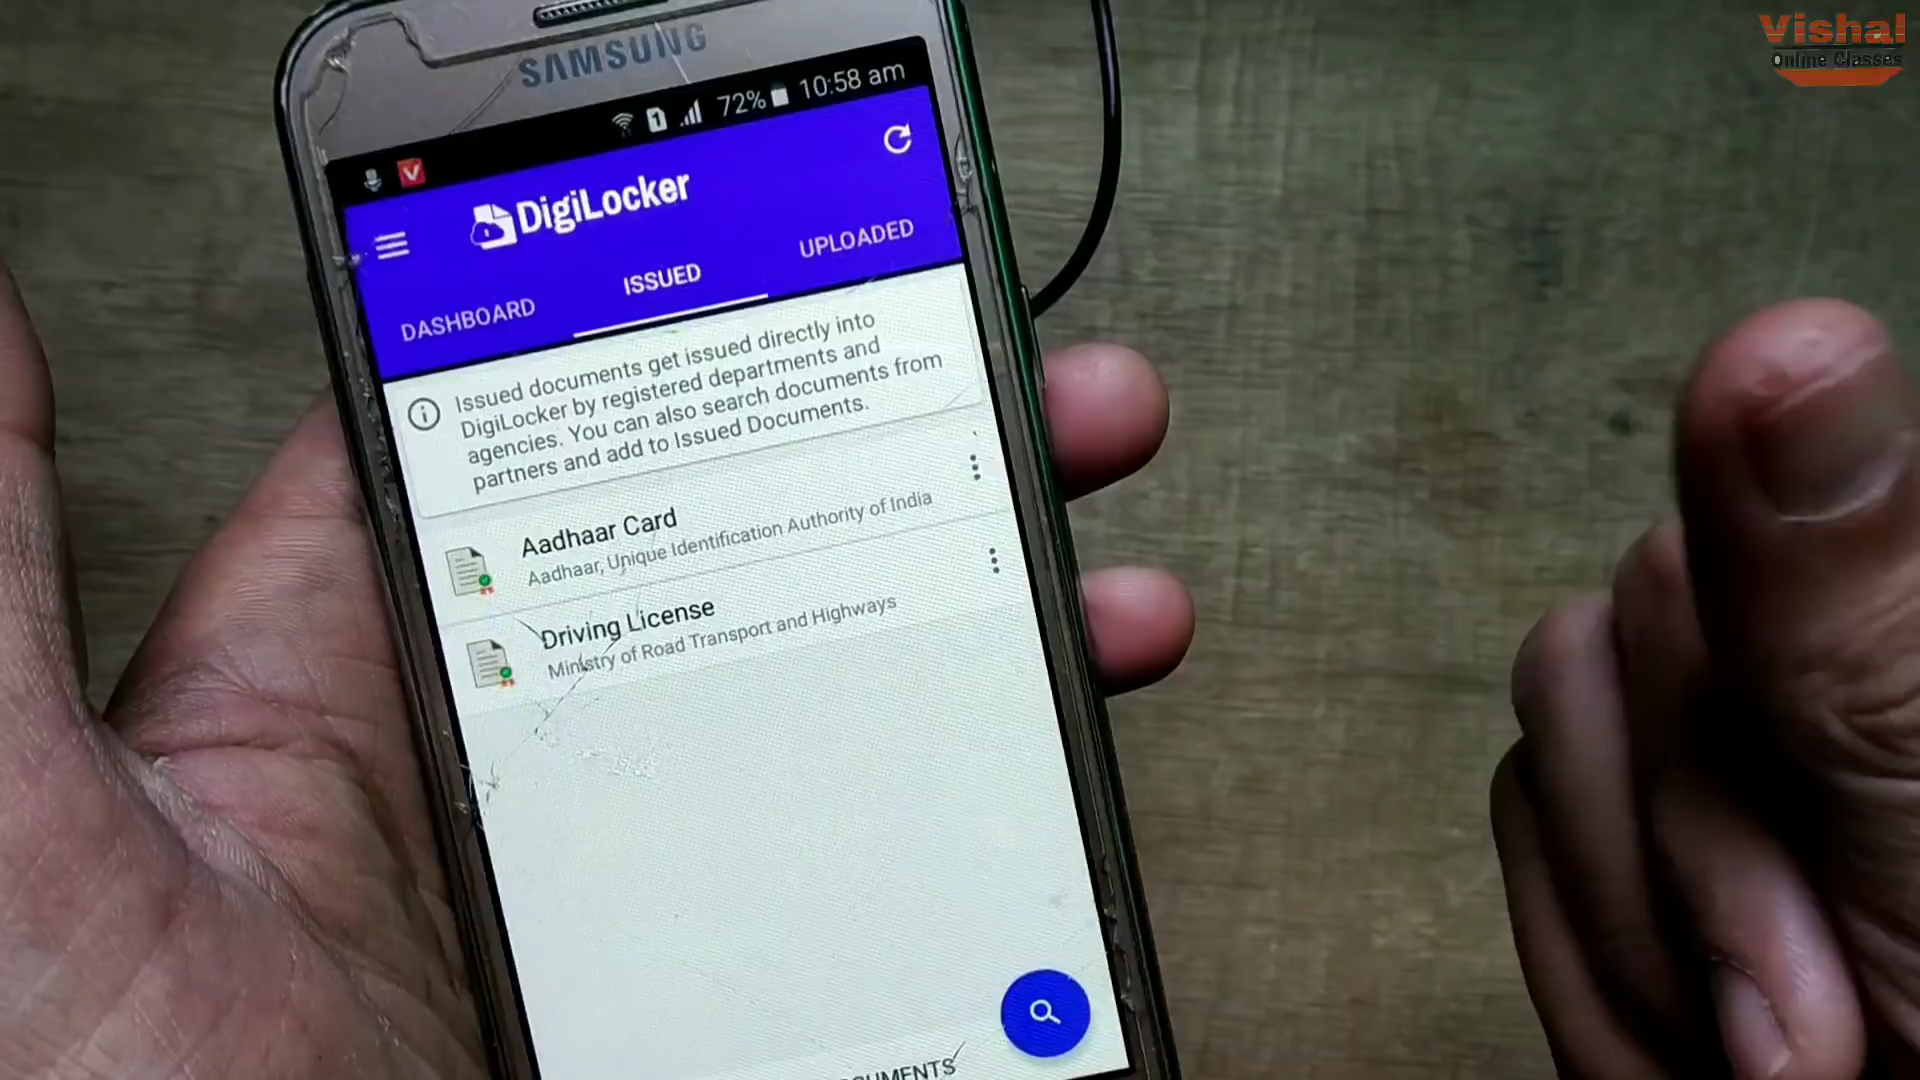 Vishal
Online Classes
SAMSUNG
1 72% 10:58 am
V
DigiLocker
DASHBOARD
ISSUED
UPLOADED
Issued documents get issued directly into
DigiLocker by registered departments and
agencies. You can also search documents from
partners and add to Issued Documents.
Aadhaar Card
Aadhaar, Unique Identification Authority of India
Driving License
Ministry of Road Transport and Highways